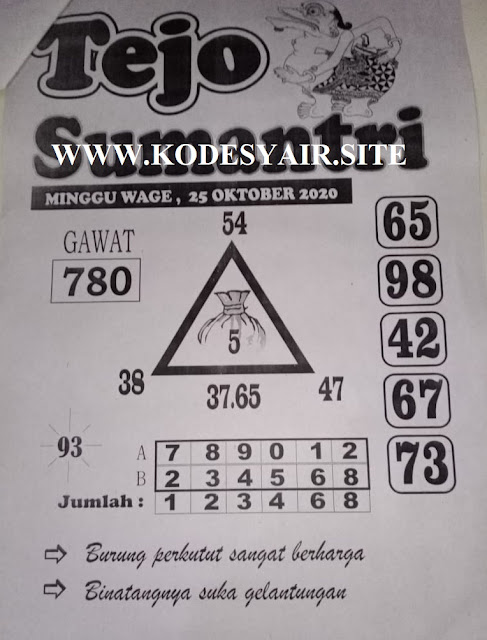 Tejo
Sumantri
WWW.KODESYAIR.SITE
MINGGU WAGE , 25 OKTOBER 2020
GAWAT
780
54
5
38
37.65
47
65
98
42
67
73
93
A 7 8 9 0 1 2
B 2 3 4 5 6 8
Jumlah : 1 2 3 4 6 8
⇨ Burung perkutut sangat berharga
⇨ Binatangnya suka gelantungan